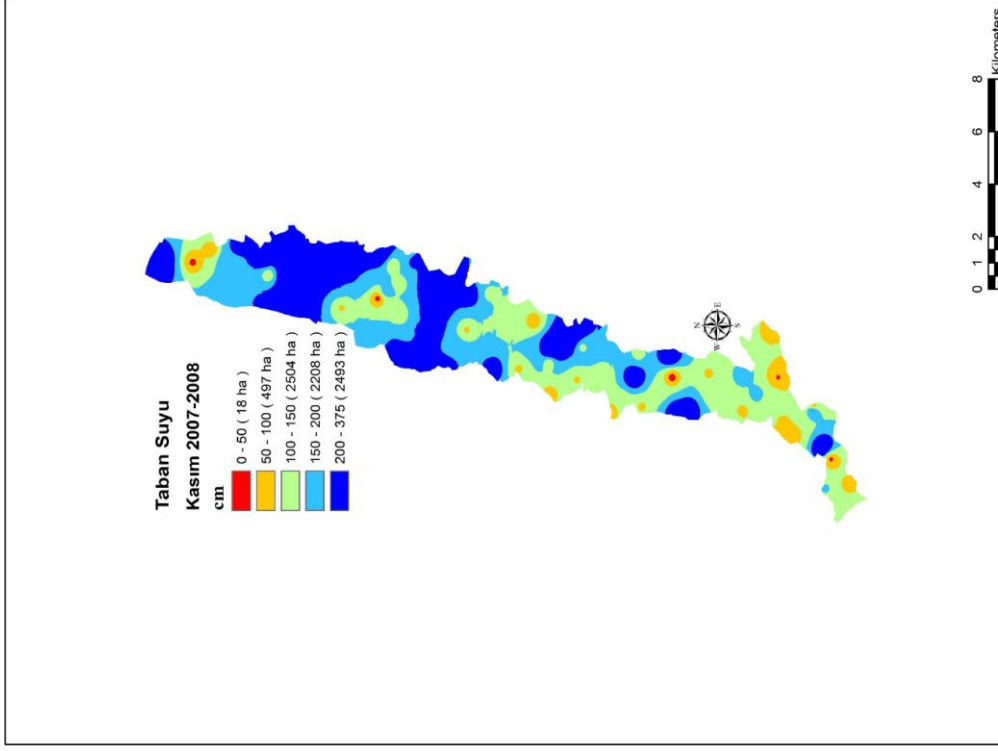 Taban Suyu
Kasım 2007-2008
cm
0 - 50 ( 18 ha )
50 - 100 ( 497 ha )
100 - 150 ( 2504 ha )
150 - 200 ( 2208 ha )
200 - 375 ( 2493 ha )
N
W E
S
0 1 2 4 6 8
Kilometers